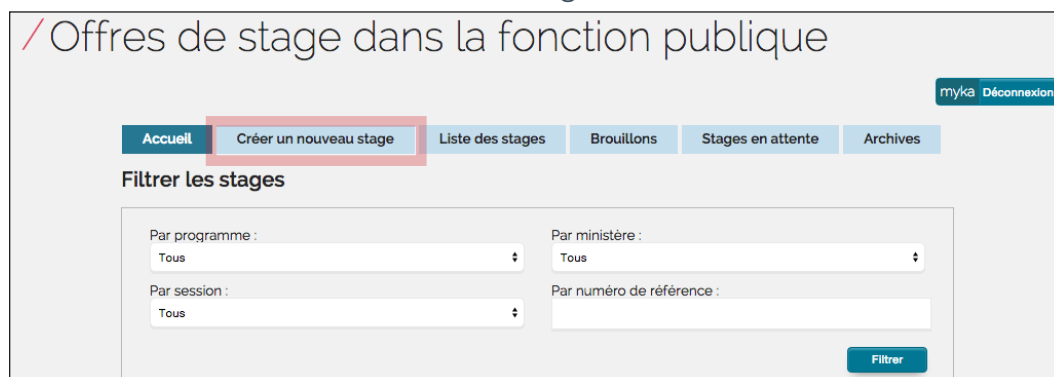 / Offres de stage dans la fonction publique
myka Déconnexion
Accueil Créer un nouveau stage Liste des stages Brouillons Stages en attente Archives
Filtrer les stages
Par programme : Par ministère :
Tous Tous
Par session : Par numéro de référence :
Tous
Filtrer